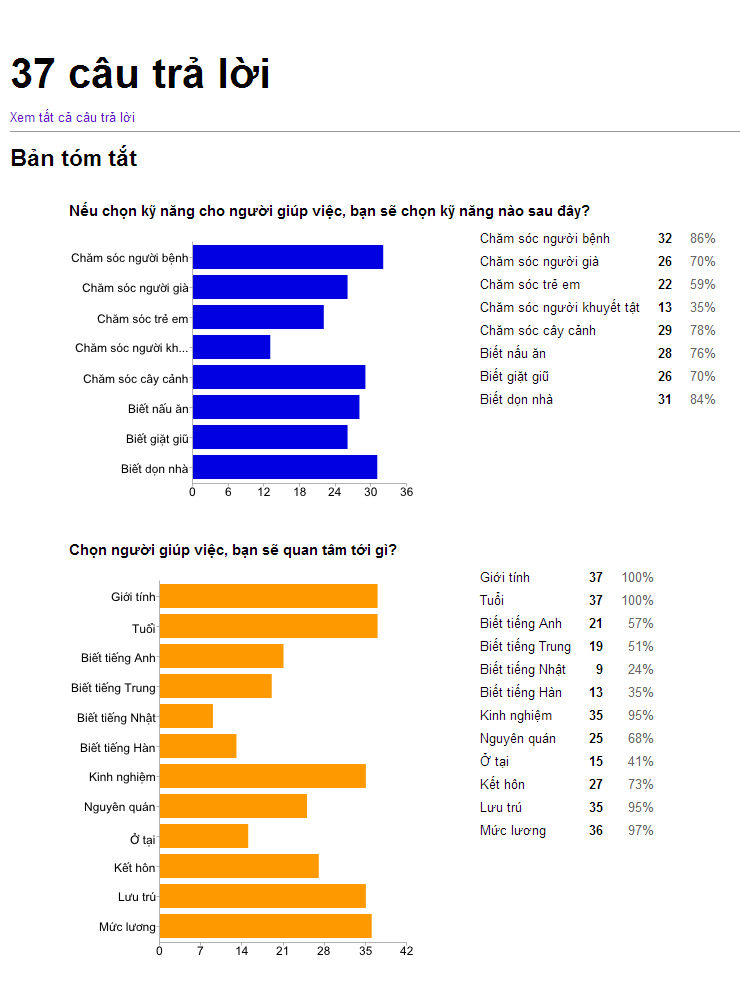 37 câu trả lời
Xem tất cả câu trả lời
Bản tóm tắt
Nếu chọn kỹ năng cho người giúp việc, bạn sẽ chọn kỹ năng nào sau đây?
Chăm sóc người bệnh
Chăm sóc người già
Chăm sóc trẻ em
Chăm sóc người kh...
Chăm sóc cây cảnh
Biết nấu ăn
Biết giặt giũ
Biết dọn nhà
0 6 12 18 24 30 36
Chăm sóc người bệnh 32 86%
Chăm sóc người già 26 70%
Chăm sóc trẻ em 22 59%
Chăm sóc người khuyết tật 13 35%
Chăm sóc cây cảnh 29 78%
Biết nấu ăn 28 76%
Biết giặt giũ 26 70%
Biết dọn nhà 31 84%
Chọn người giúp việc, bạn sẽ quan tâm tới gì?
Giới tính
Tuổi
Biết tiếng Anh
Biết tiếng Trung
Biết tiếng Nhật
Biết tiếng Hàn
Kinh nghiệm
Nguyên quán
Ở tại
Kết hôn
Lưu trú
Mức lương
0 7 14 21 28 35 42
Giới tính 37 100%
Tuổi 37 100%
Biết tiếng Anh 21 57%
Biết tiếng Trung 19 51%
Biết tiếng Nhật 9 24%
Biết tiếng Hàn 13 35%
Kinh nghiệm 35 95%
Nguyên quán 25 68%
Ở tại 15 41%
Kết hôn 27 73%
Lưu trú 35 95%
Mức lương 36 97%